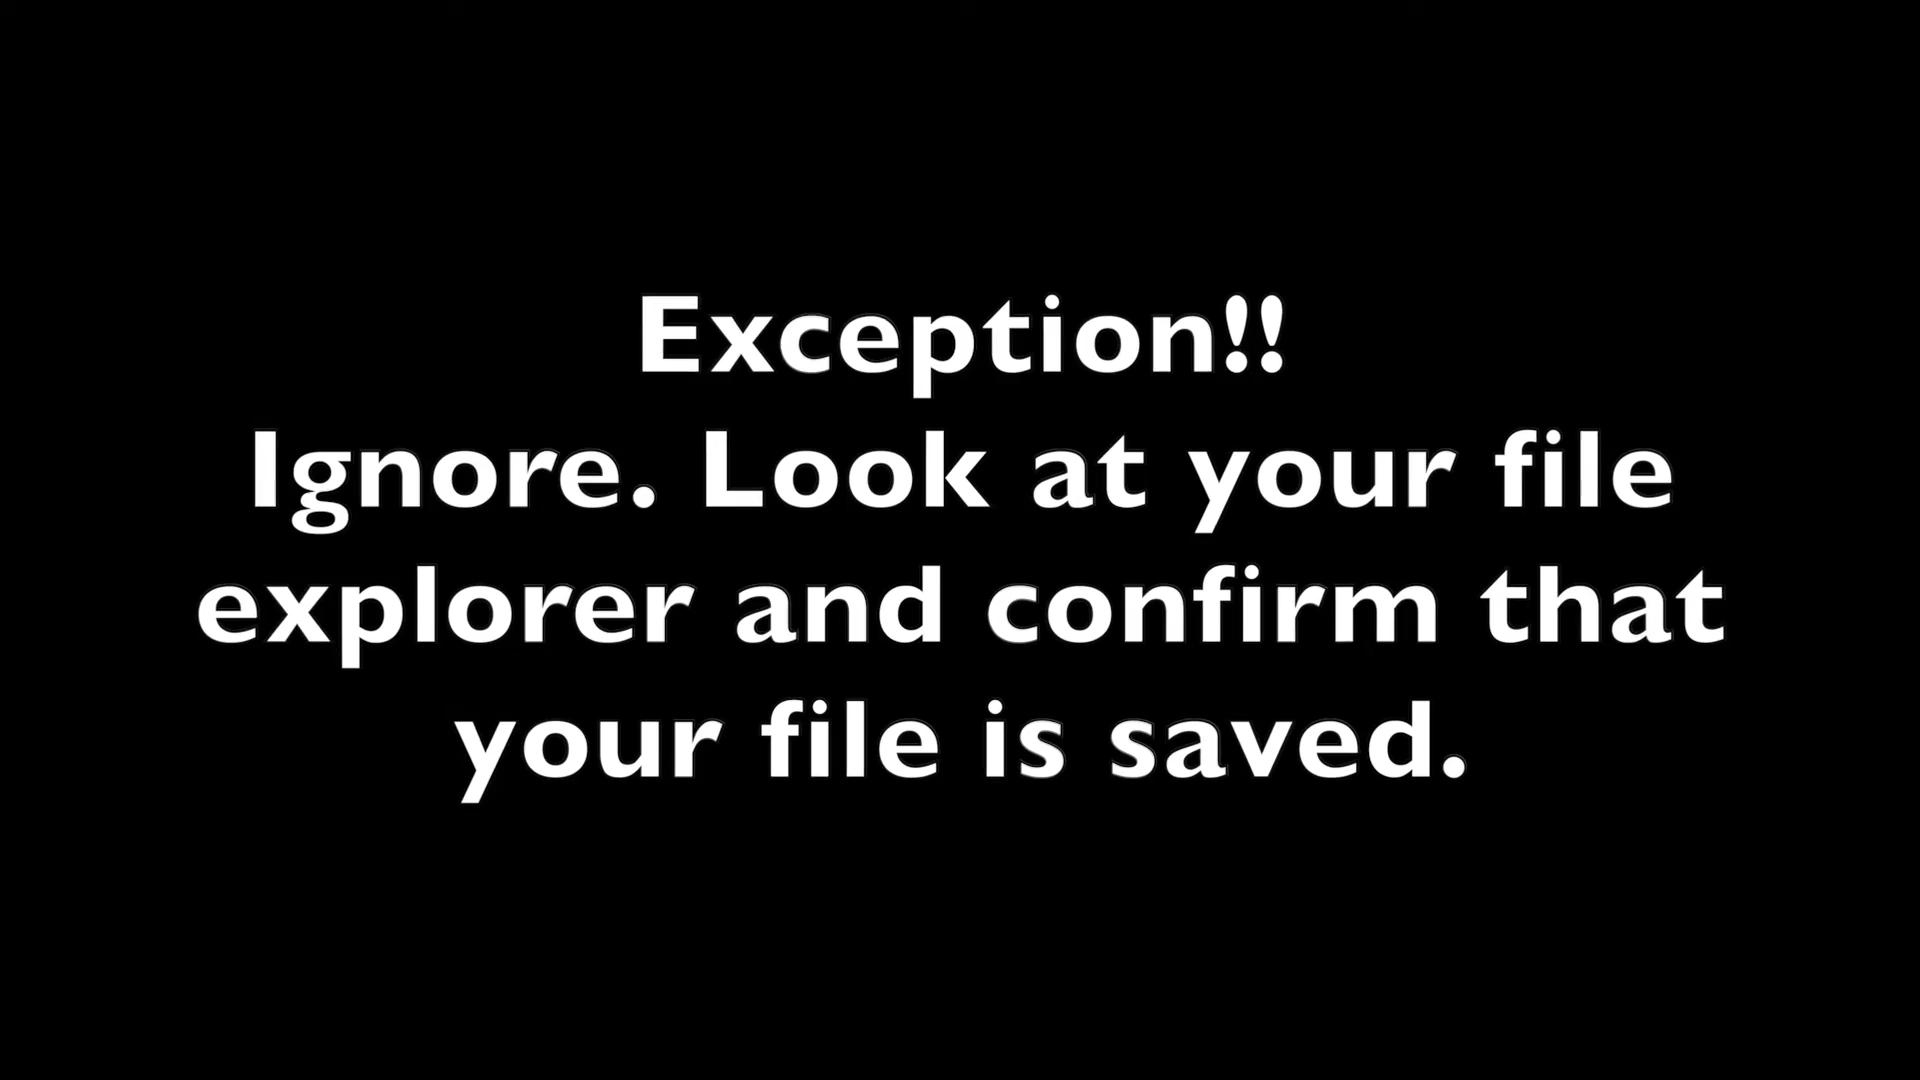 Exception!!
Ignore. Look at your file
explorer and confirm that
your file is saved.